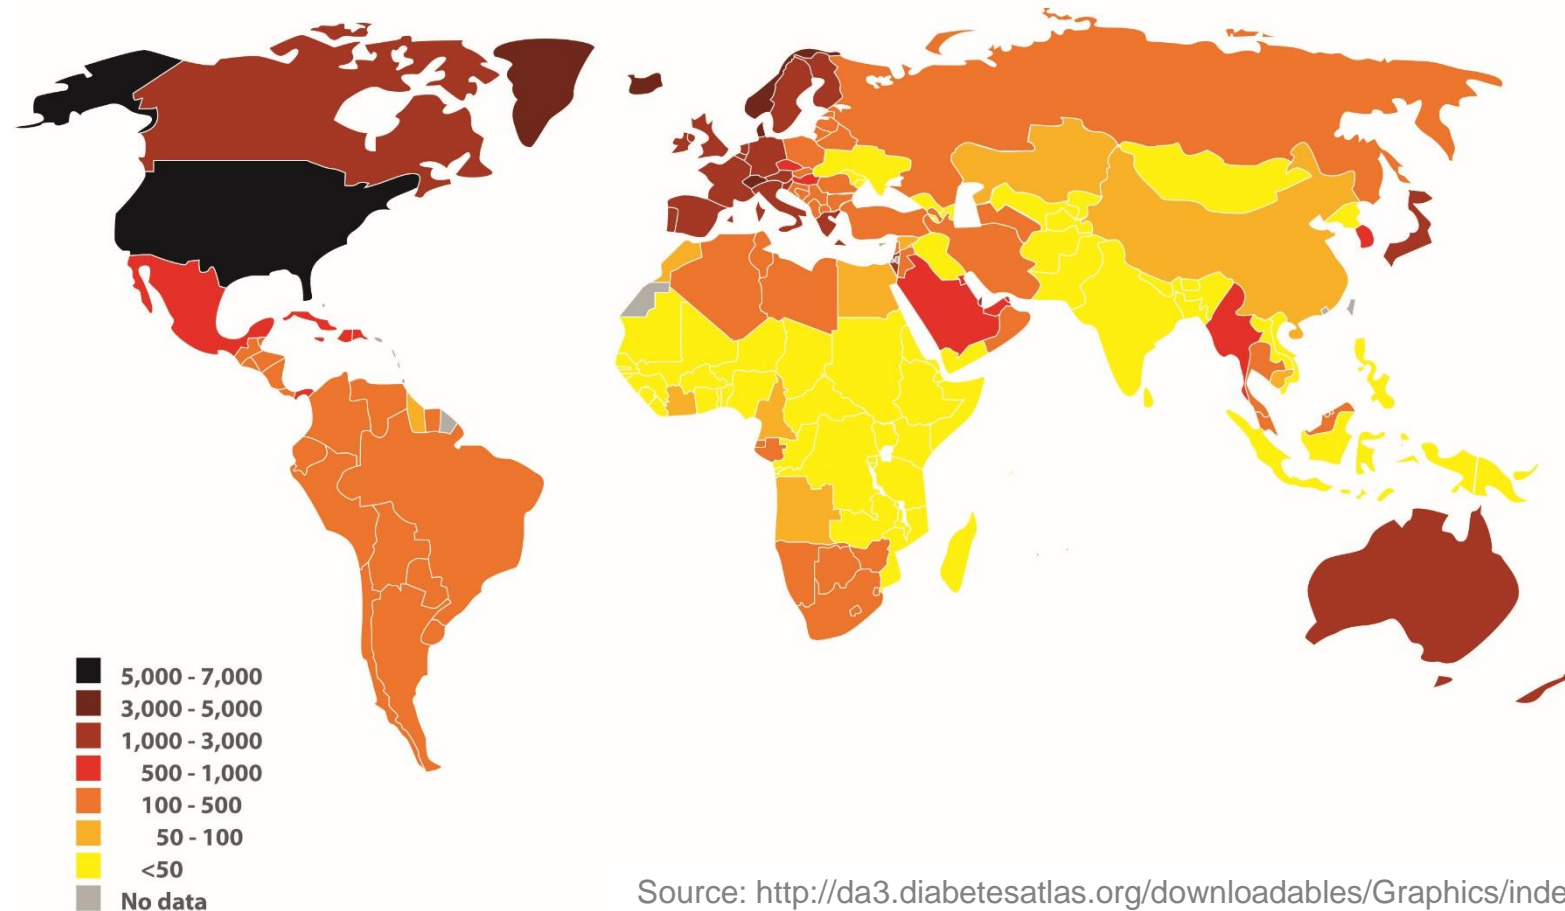 5,000 - 7,000
3,000 - 5,000
1,000 - 3,000
500 - 1,000
100 - 500
50 - 100
<50
No data
Source: http://da3.diabetesatlas.org/downloadables/Graphics/inde